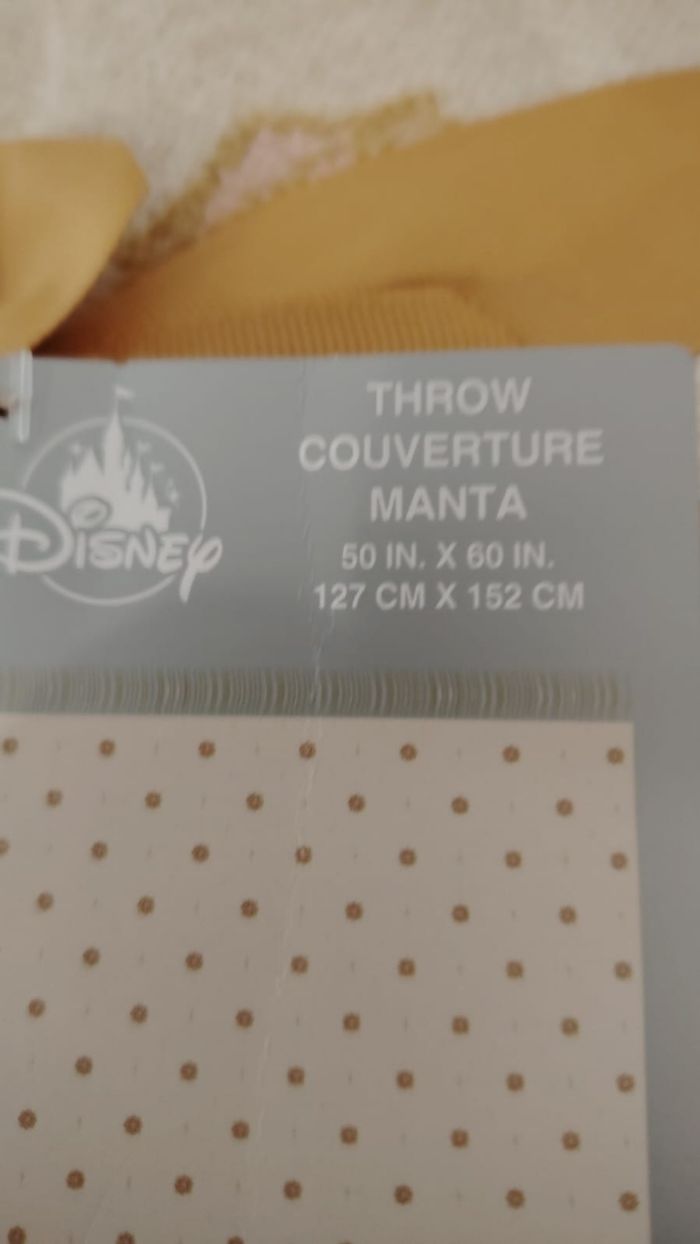 Disney
THROW
COUVERTURE
MANTA
50 IN. X 60 IN.
127 CM X 152 CM